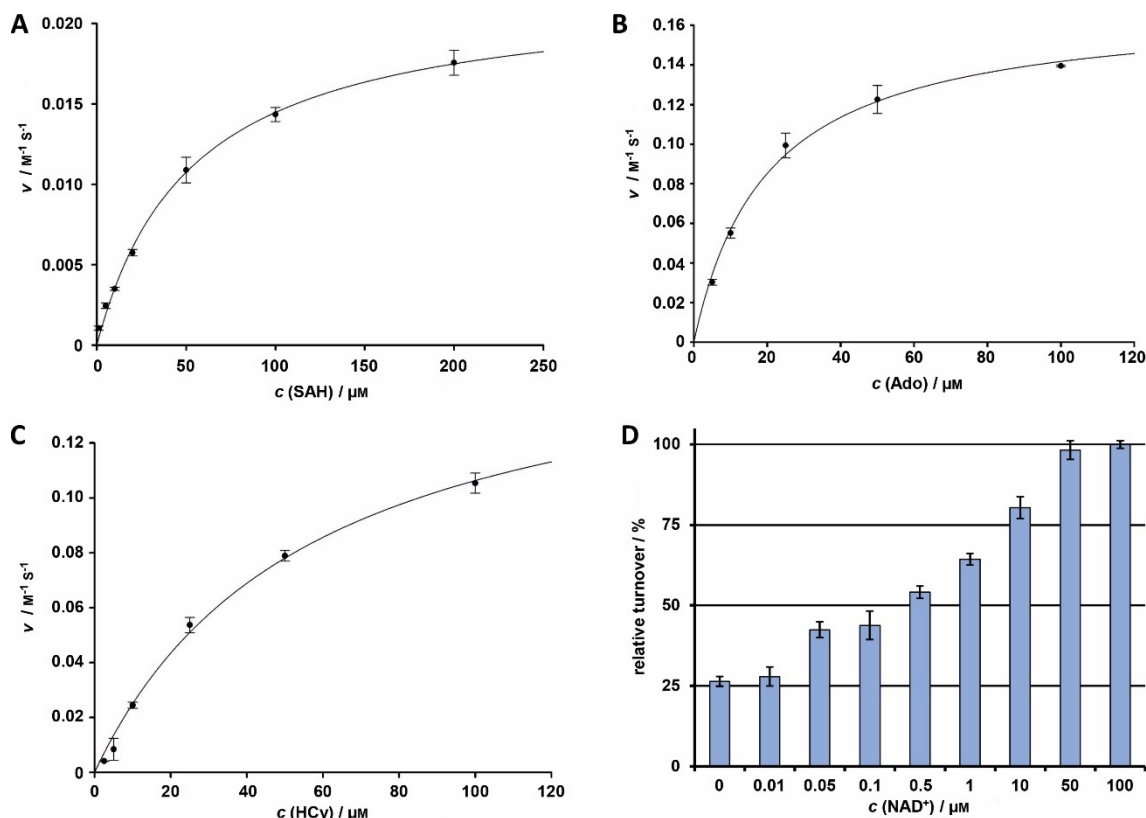 A
0.020
0.015
0.010
0.005
0
v / M⁻¹ S⁻¹
0 50 100 150 200 250
c (SAH) / µM
B
0.16
0.14
0.12
0.10
0.08
0.06
0.04
0.02
0
v / M⁻¹ S⁻¹
0 20 40 60 80 100 120
c (Ado) / µM
C
0.12
0.10
0.08
0.06
0.04
0.02
0
v / M⁻¹ S⁻¹
0 20 40 60 80 100 120
c (HCy) / µM
D
100
75
50
25
0
relative turnover / %
0 0.01 0.05 0.1 0.5 1 10 50 100
c (NAD⁺) / µM